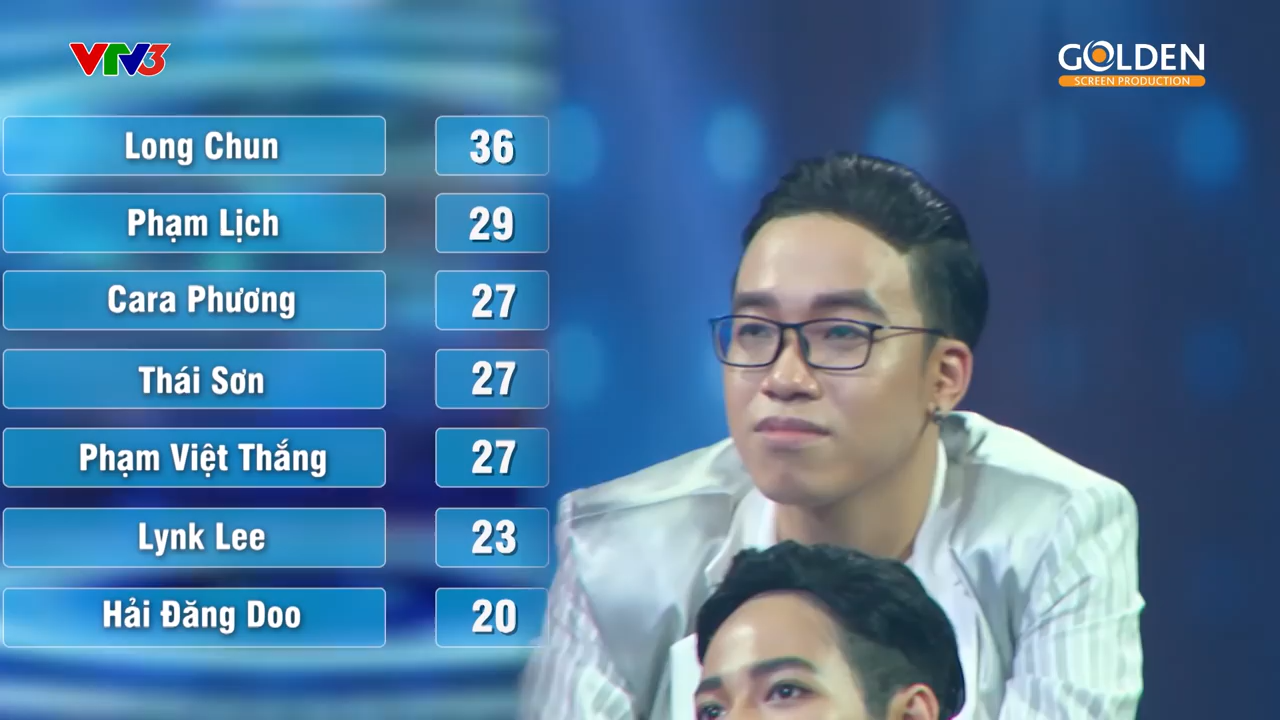 VTV3
GOLDEN
SCREEN PRODUCTION
Long Chun 36
Phạm Lịch 29
Cara Phương 27
Thái Sơn 27
Phạm Việt Thắng 27
Lynk Lee 23
Hải Đăng Doo 20